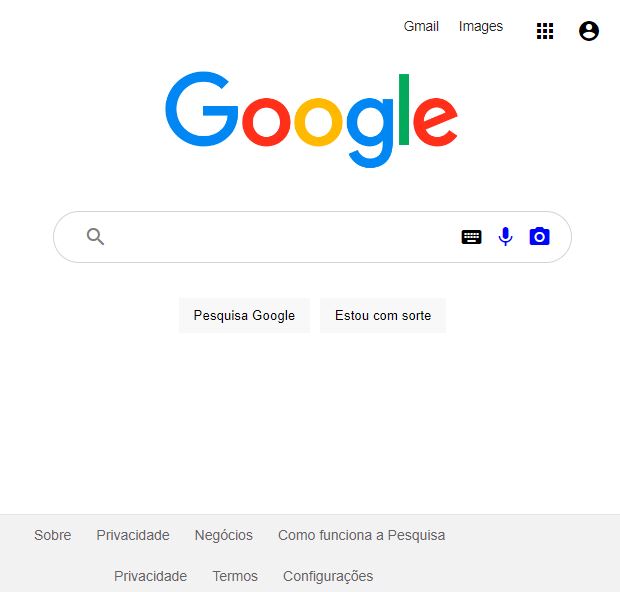 Gmail Images
Google
Pesquisa Google Estou com sorte
Sobre Privacidade Negócios Como funciona a Pesquisa
Privacidade Termos Configurações